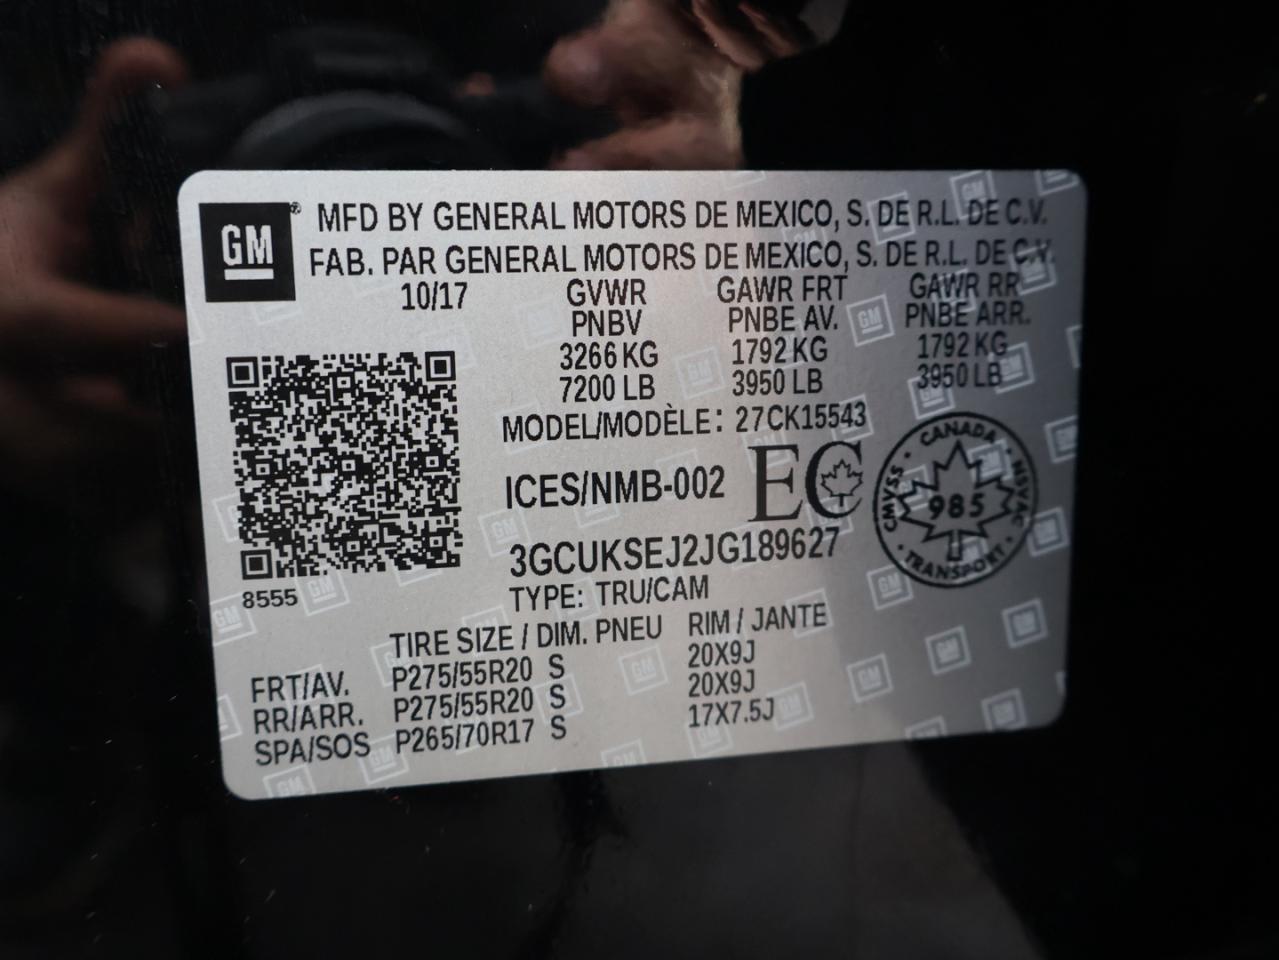 GM® MFD BY GENERAL MOTORS DE MEXICO, S. DE R.L. DE C.V.
FAB. PAR GENERAL MOTORS DE MEXICO, S. DE R.L. DE C.V.
10/17 GVWR GAWR FRT GAWR RR
PNBV PNBE AV. PNBE ARR.
3266 KG 1792 KG 1792 KG
7200 LB 3950 LB 3950 LB
MODEL/MODÈLE: 27CK15543
ICES/NMB-002 EC
CANADA
CMVSS 985 NSVAC
TRANSPORT
3GCUKSEJ2JG189627
8555 TYPE: TRU/CAM
TIRE SIZE / DIM. PNEU RIM / JANTE
FRT/AV. P275/55R20 S 20X9J
RR/ARR. P275/55R20 S 20X9J
SPA/SOS P265/70R17 S 17X7.5J